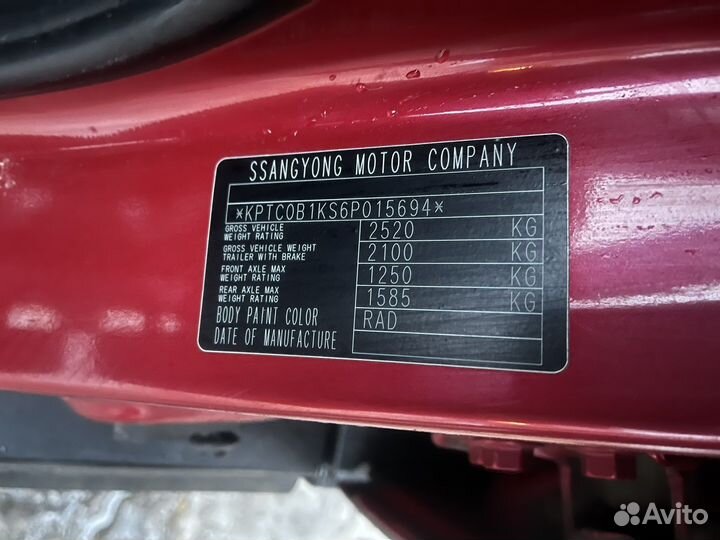 SSANGYONG MOTOR COMPANY
*KPTC0B1KS6P015694*
GROSS VEHICLE
WEIGHT RATING 2520 KG
GROSS VEHICLE WEIGHT
TRAILER WITH BRAKE 2100 KG
FRONT AXLE MAX
WEIGHT RATING 1250 KG
REAR AXLE MAX
WEIGHT RATING 1585 KG
BODY PAINT COLOR RAD
DATE OF MANUFACTURE
Avito